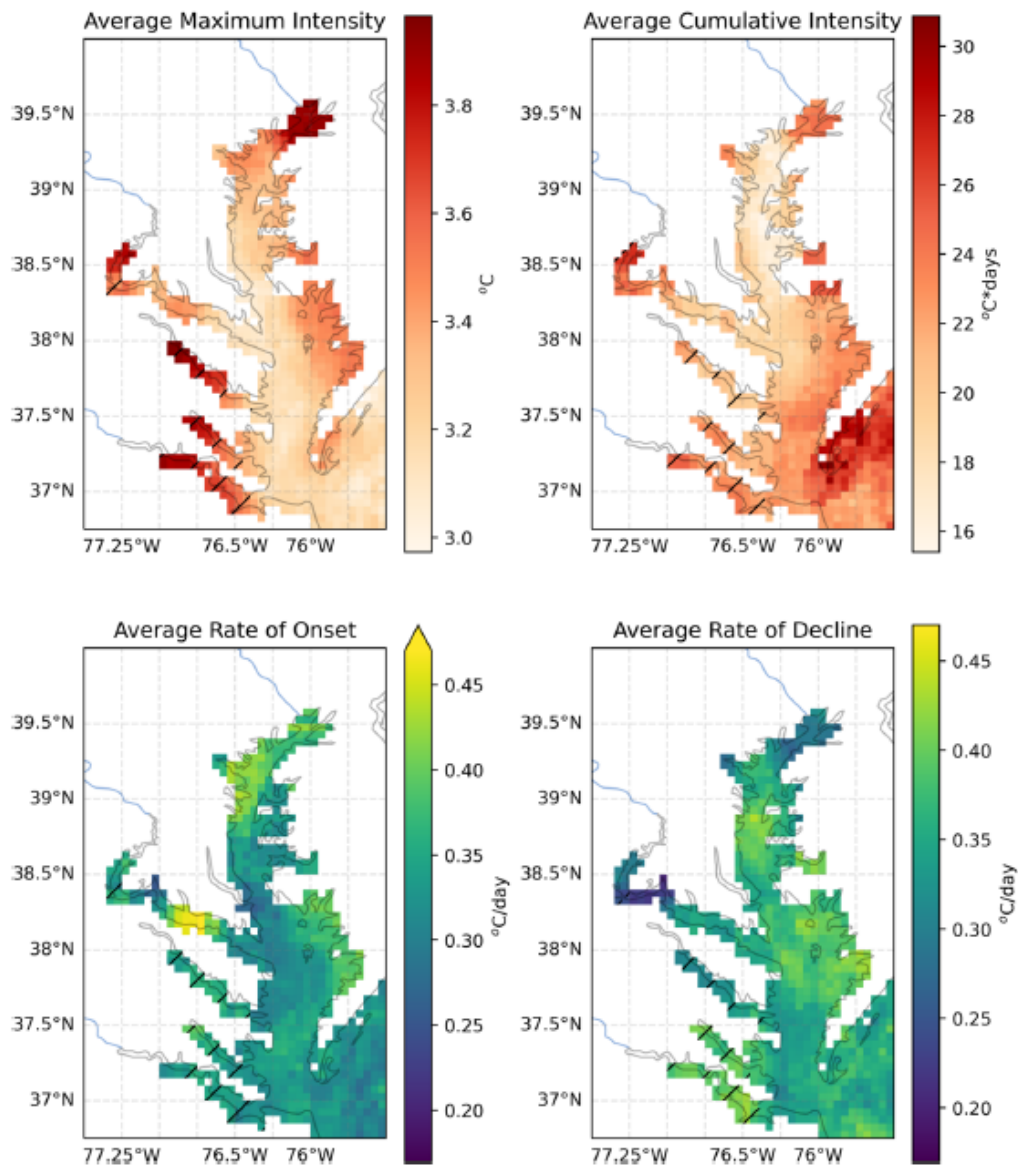 Average Maximum Intensity
39.5°N
39°N
38.5°N
38°N
37.5°N
37°N
77.25°W 76.5°W 76°W
3.8
3.6
3.4
3.2
3.0
°C
Average Cumulative Intensity
39.5°N
39°N
38.5°N
38°N
37.5°N
37°N
77.25°W 76.5°W 76°W
30
28
26
24
22
20
18
16
°C*days
Average Rate of Onset
39.5°N
39°N
38.5°N
38°N
37.5°N
37°N
77.25°W 76.5°W 76°W
0.45
0.40
0.35
0.30
0.25
0.20
°C/day
Average Rate of Decline
39.5°N
39°N
38.5°N
38°N
37.5°N
37°N
77.25°W 76.5°W 76°W
0.45
0.40
0.35
0.30
0.25
0.20
°C/day